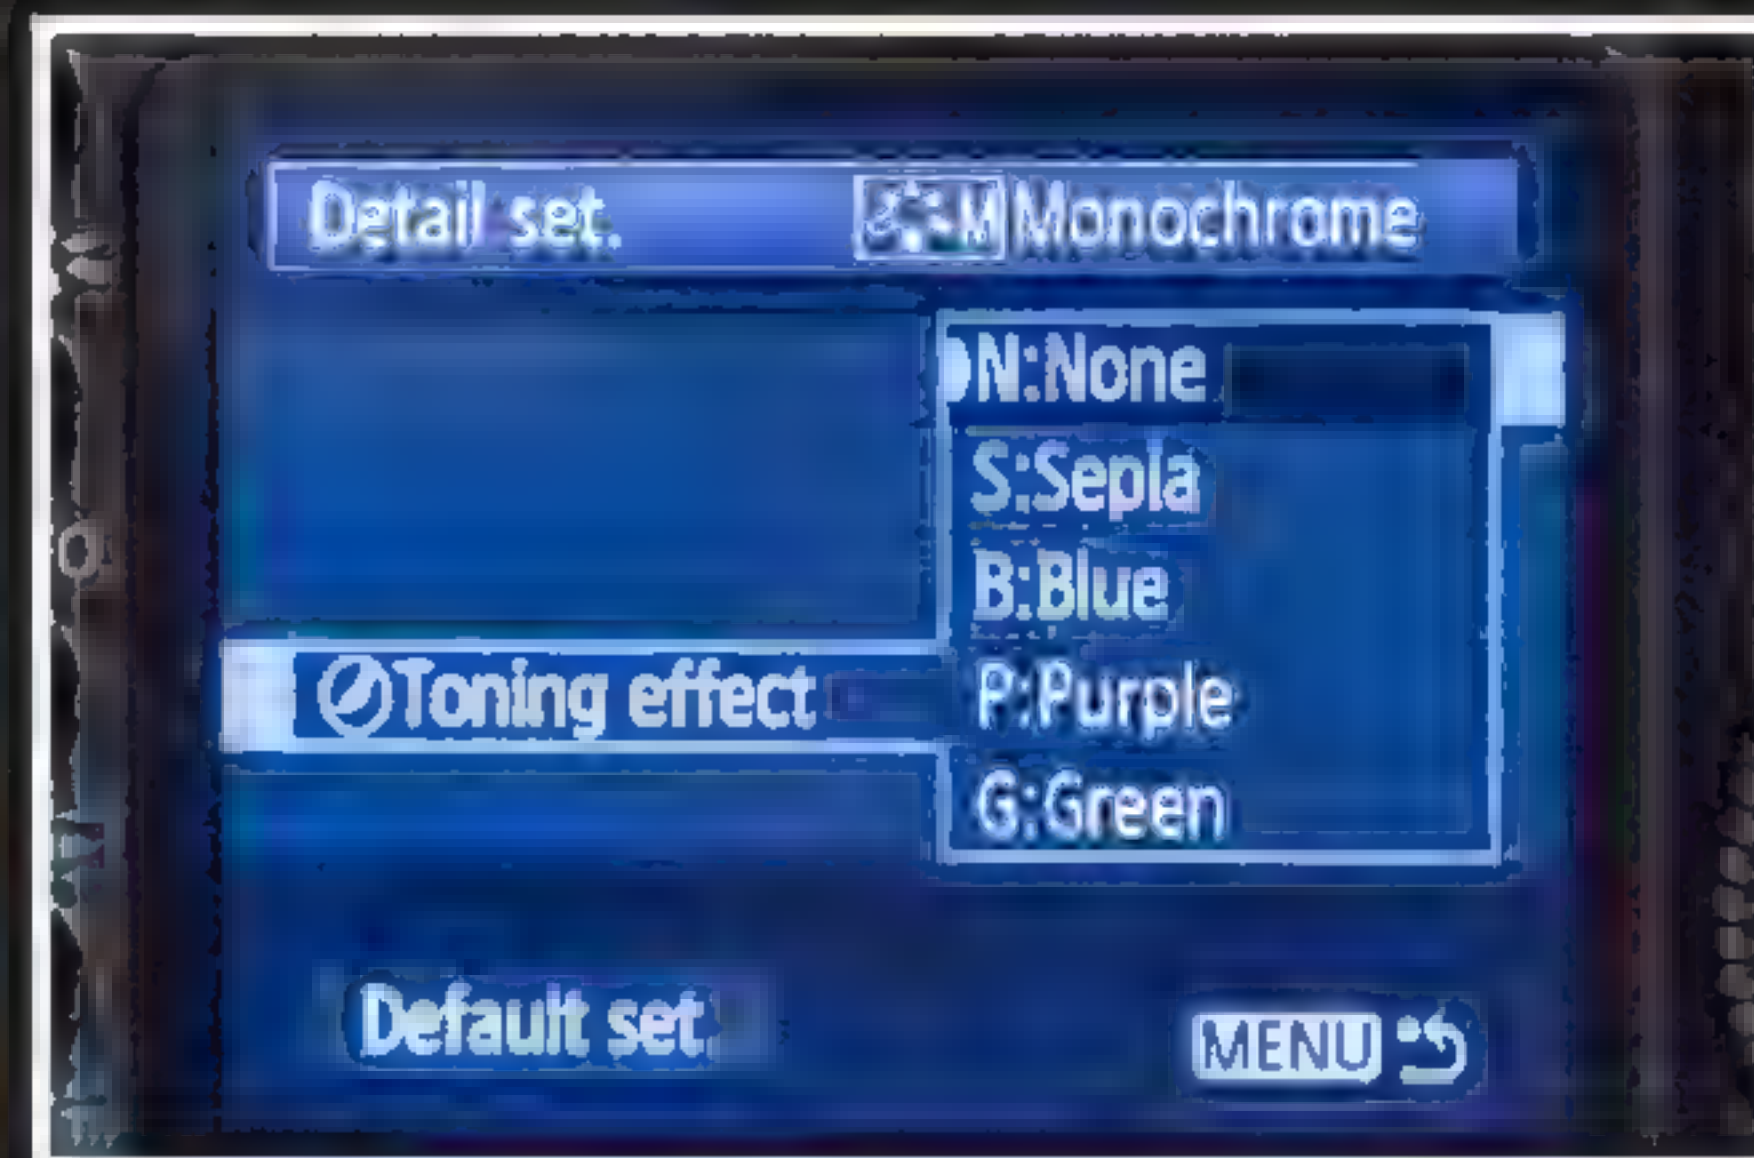 Detail set. Monochrome
N:None
S:Sepia
B:Blue
Toning effect P:Purple
G:Green
Default set. MENU